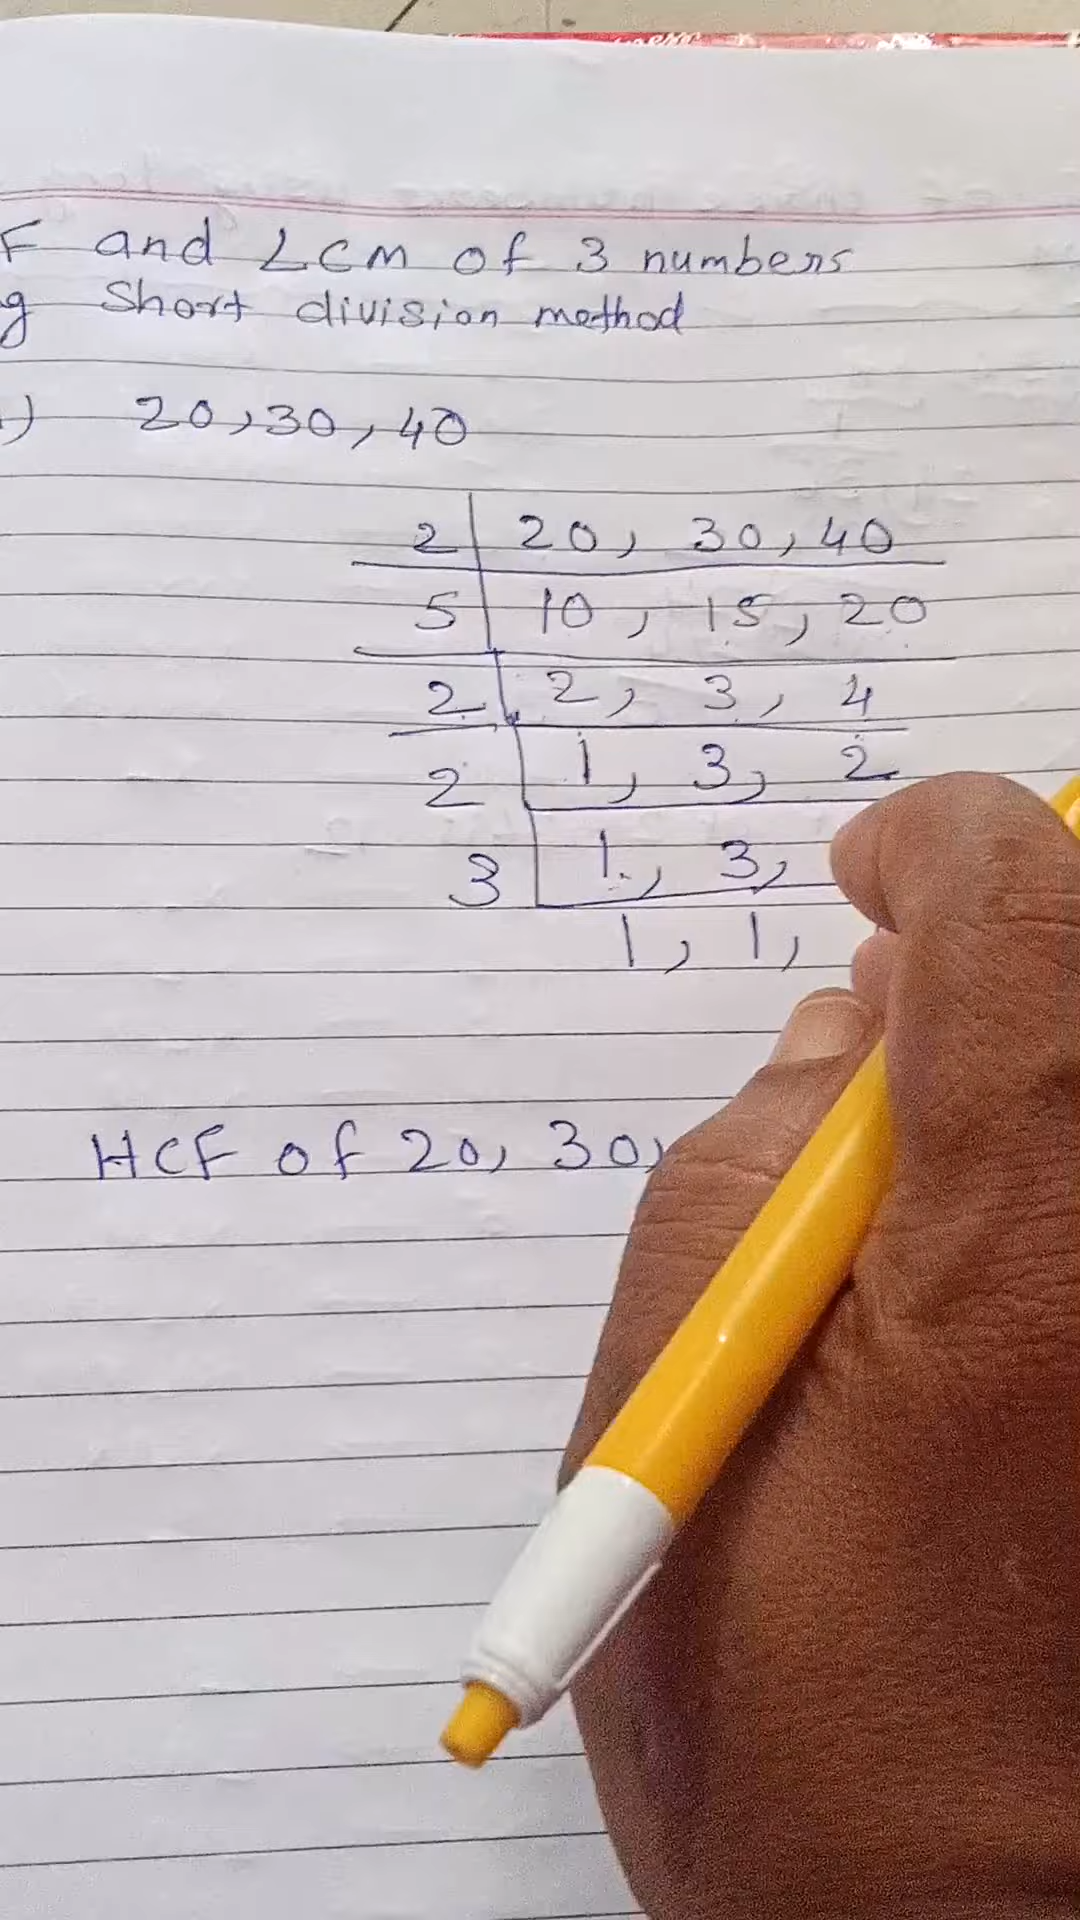 F and LCM of 3 numbers
g Short division method
) 20, 30, 40
2 20, 30, 40
5 10, 15, 20
2 2, 3, 4
2 1, 3, 2
3 1, 3,
1, 1,
HCF of 20, 30,